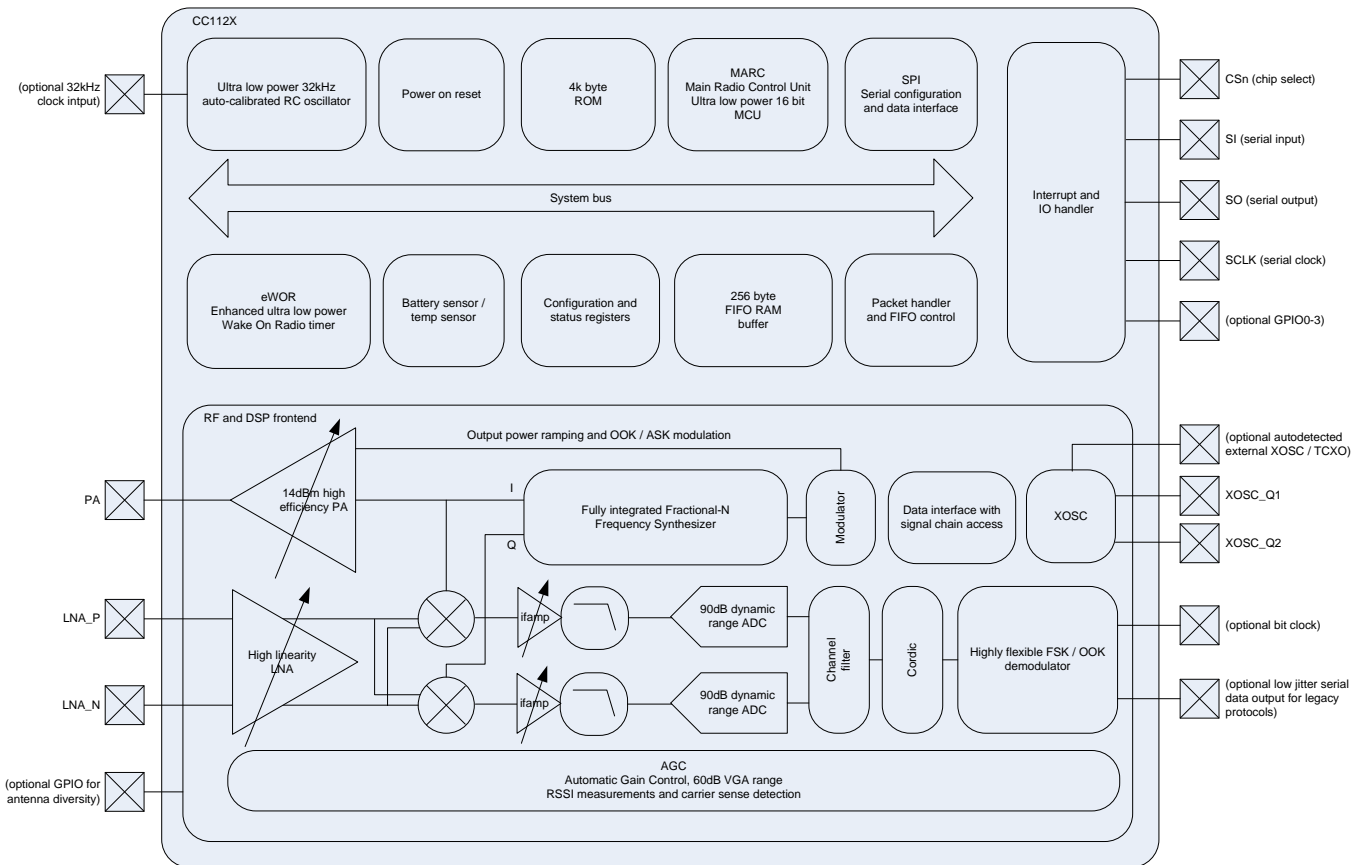 CC112X
(optional 32kHz
clock intput)
Ultra low power 32kHz
auto-calibrated RC oscillator
Power on reset
4k byte
ROM
MARC
Main Radio Control Unit
Ultra low power 16 bit
MCU
SPI
Serial configuration
and data interface
System bus
Interrupt and
IO handler
CSn (chip select)
SI (serial input)
SO (serial output)
SCLK (serial clock)
(optional GPIO0-3)
eWOR
Enhanced ultra low power
Wake On Radio timer
Battery sensor /
temp sensor
Configuration and
status registers
256 byte
FIFO RAM
buffer
Packet handler
and FIFO control
RF and DSP frontend
Output power ramping and OOK / ASK modulation
PA
14dBm high
efficiency PA
I
Q
Fully integrated Fractional-N
Frequency Synthesizer
Modulator
Data interface with
signal chain access
XOSC
(optional autodetected
external XOSC / TCXO)
XOSC_Q1
XOSC_Q2
LNA_P
LNA_N
High linearity
LNA
ifamp
90dB dynamic
range ADC
ifamp
90dB dynamic
range ADC
Channel
filter
Cordic
Highly flexible FSK / OOK
demodulator
(optional bit clock)
(optional low jitter serial
data output for legacy
protocols)
(optional GPIO for
antenna diversity)
AGC
Automatic Gain Control, 60dB VGA range
RSSI measurements and carrier sense detection